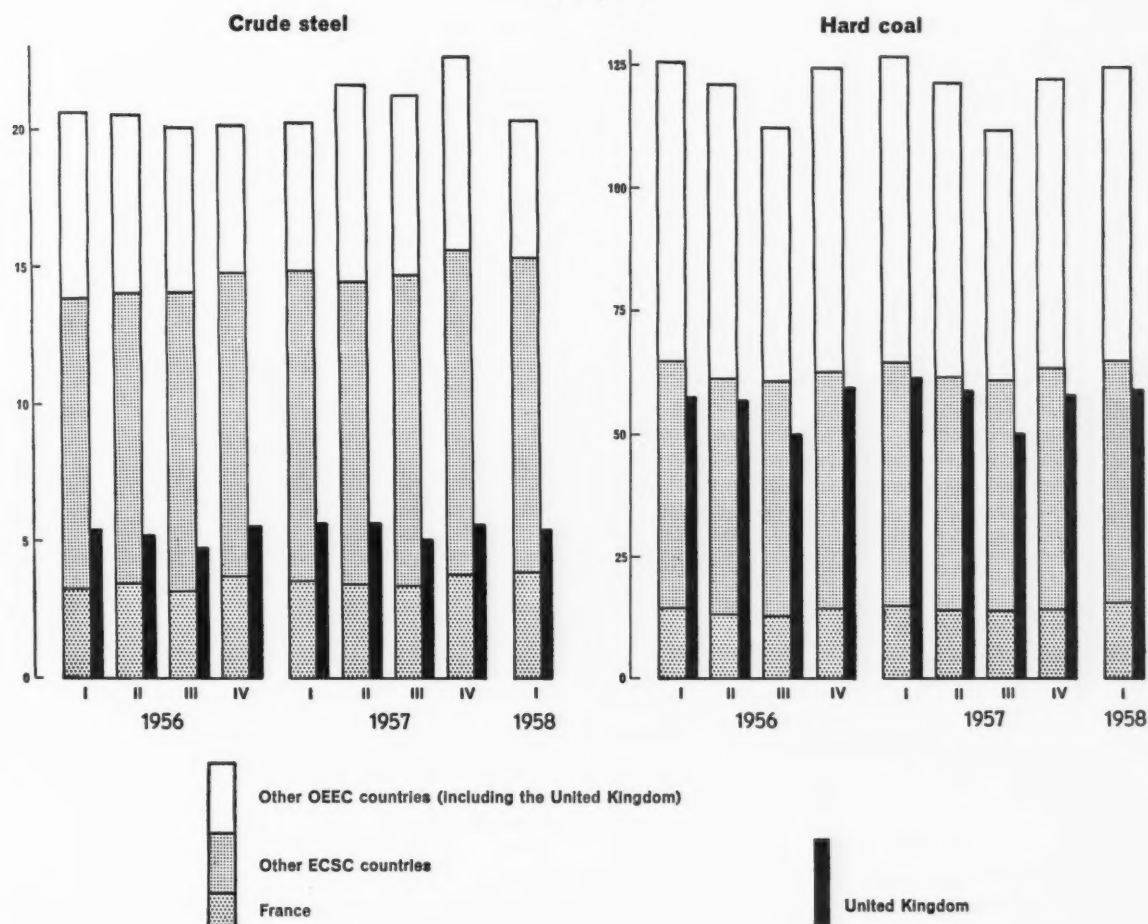 Crude steel
20
15
10
5
0
I II III IV I II III IV I
1956 1957 1958
Hard coal
125
100
75
50
25
0
I II III IV I II III IV I
1956 1957 1958
Other OEEC countries (including the United Kingdom)
Other ECSC countries
France
United Kingdom